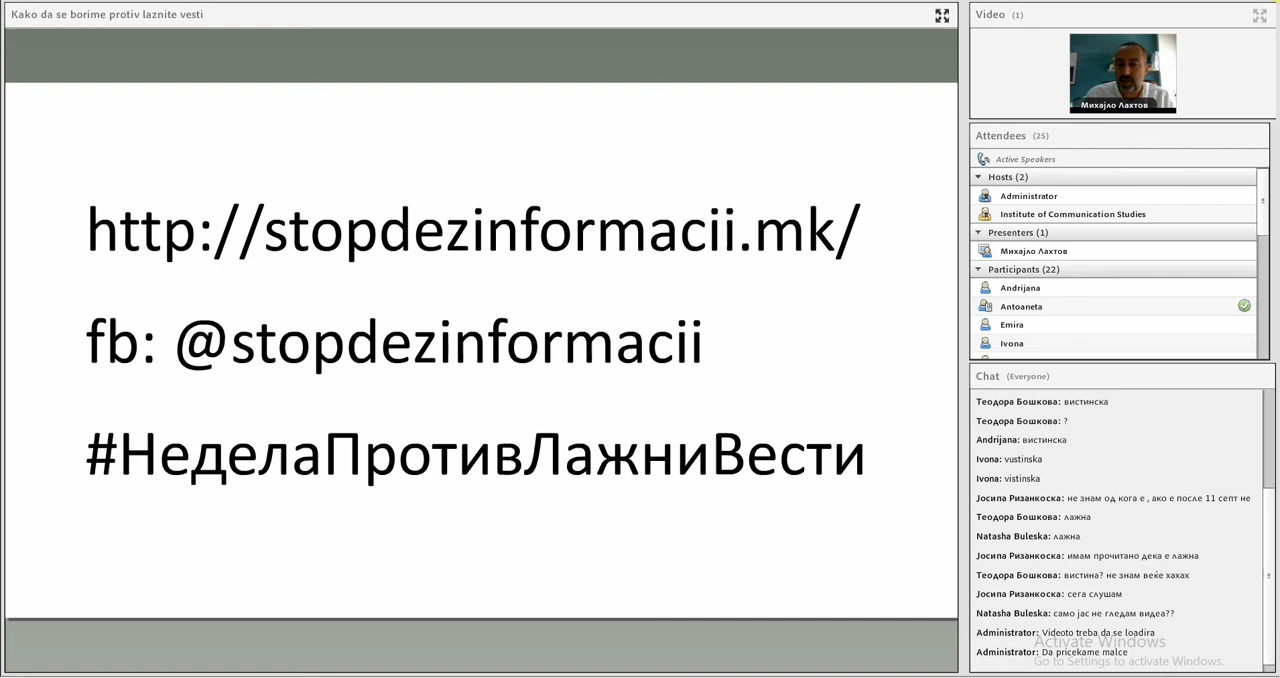 Kako da se borime protiv laznite vesti
http://stopdezinformacii.mk/
fb: @stopdezinformacii
#НеделаПротивЛажниВести
Video (1)
Михајло Лахтов
Attendees (25)
Active Speakers
Hosts (2)
Administrator
Institute of Communication Studies
Presenters (1)
Михајло Лахтов
Participants (22)
Andrijana
Antoaneta
Emira
Ivona
Chat (Everyone)
Теодора Бошкова: вистинска
Теодора Бошкова: ?
Andrijana: вистинска
Ivona: vustinska
Ivona: vistinska
Јосипа Ризанкоска: не знам од кога е , ако е после 11 септ не
Теодора Бошкова: лажна
Natasha Buleska: лажна
Јосипа Ризанкоска: имам прочитано дека е лажна
Теодора Бошкова: вистина? не знам веќе хахах
Јосипа Ризанкоска: сега слушам
Natasha Buleska: само јас не гледам видеа??
Administrator: Videoto treba da se loadira
Administrator: Da pricekame malce
Activate Windows
Go to Settings to activate Windows.